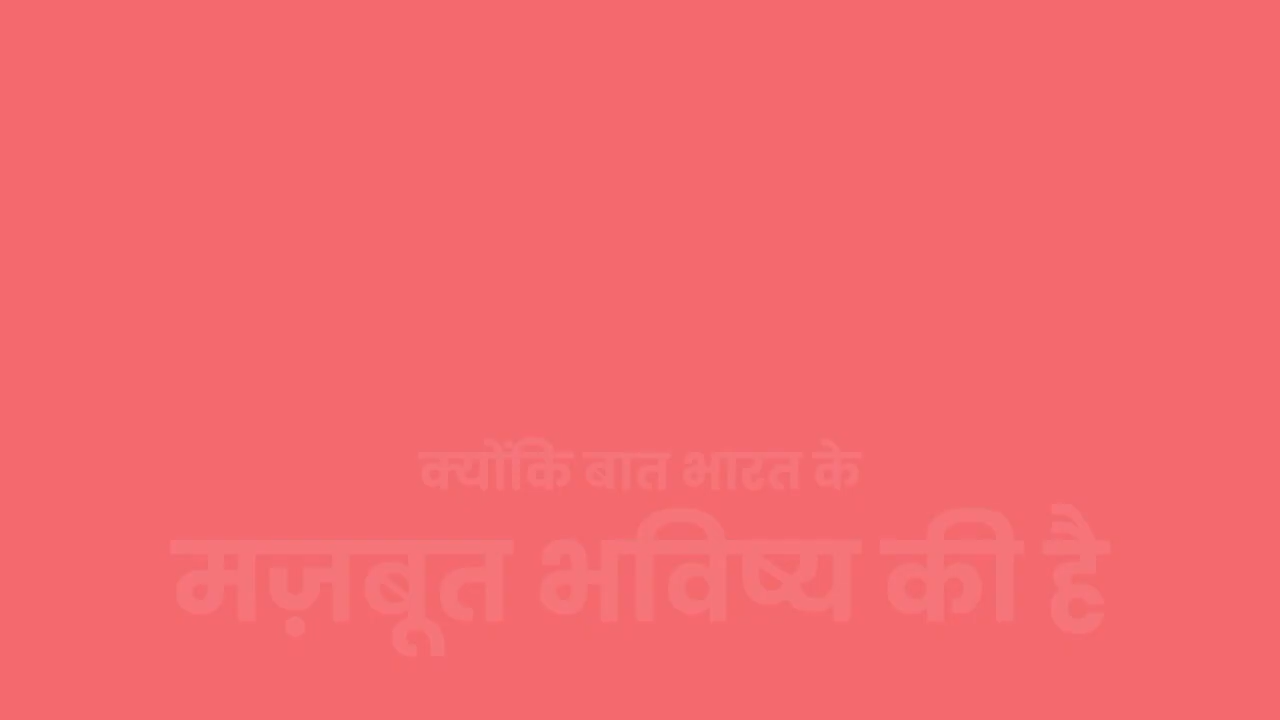 क्योंकि बात भारत के
मज़बूत भविष्य की है